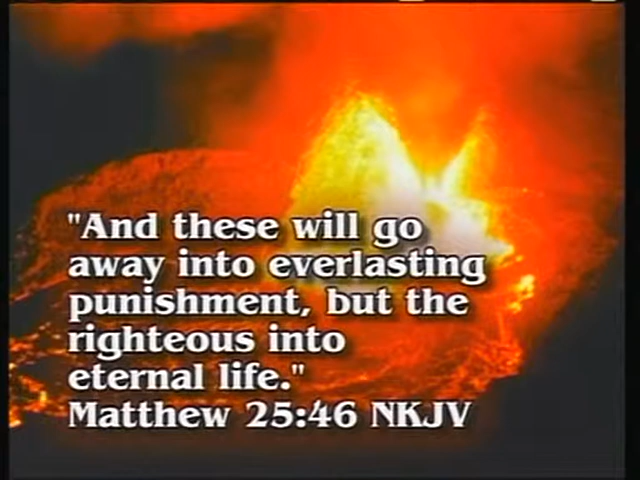 "And these will go
away into everlasting
punishment, but the
righteous into
eternal life."
Matthew 25:46 NKJV